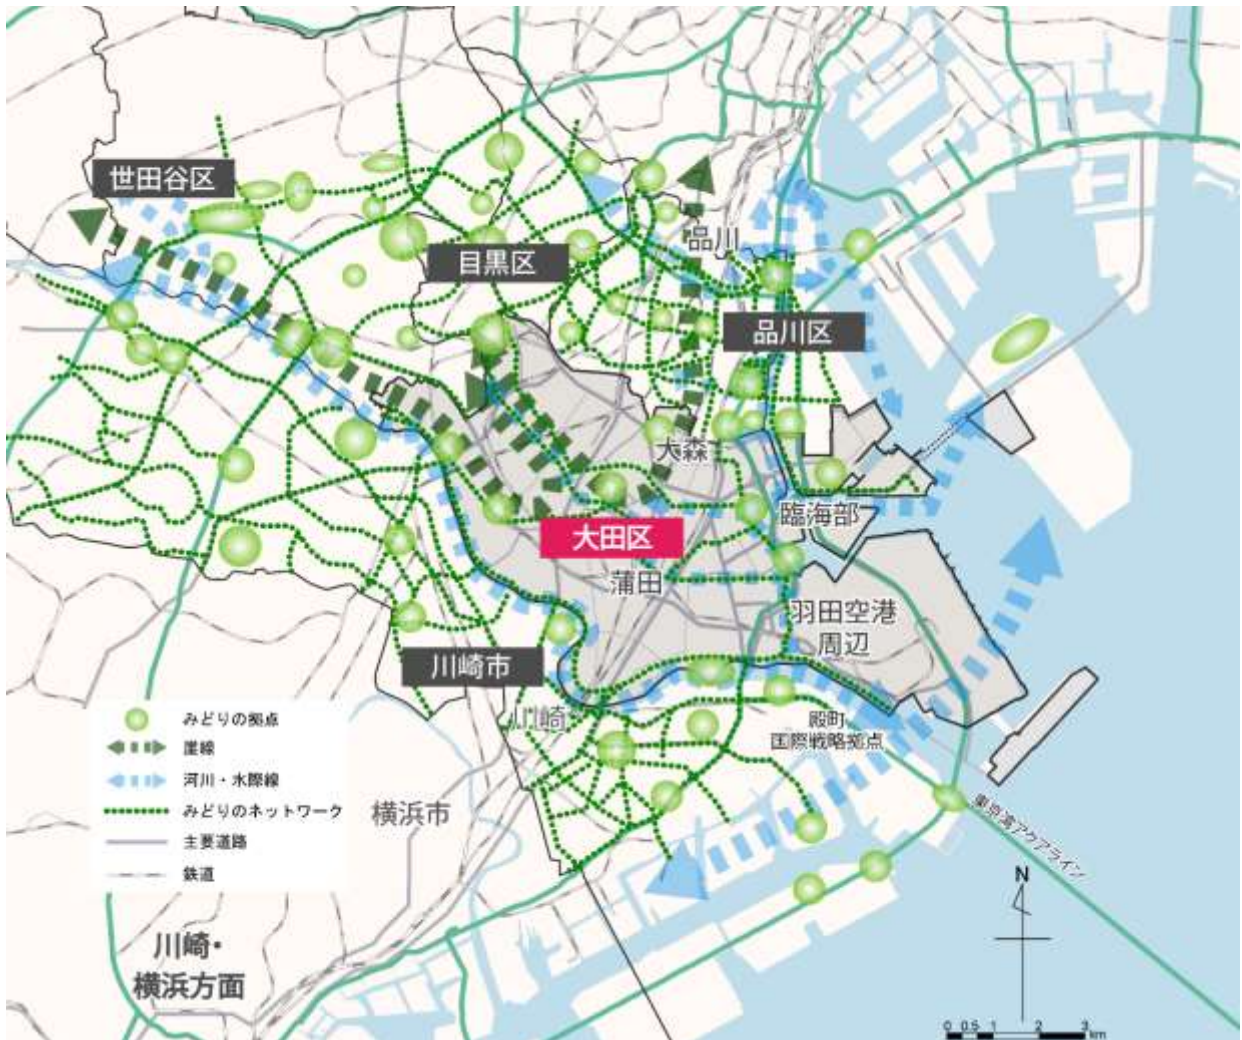 世田谷区
目黒区
品川
品川区
大森
臨海部
大田区
蒲田
羽田空港
周辺
川崎市
川崎
殿町
国際戦略拠点
みどりの拠点
崖線
河川・水際線
みどりのネットワーク
主要道路
鉄道
横浜市
東京湾アクアライン
川崎・
横浜方面
N
0 0.5 1 2 3
km